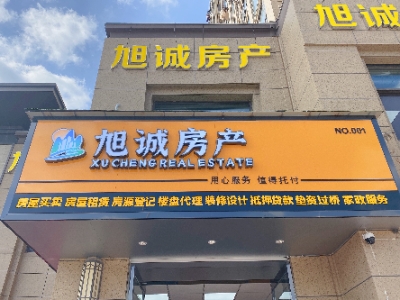 旭诚房产
旭诚
旭诚房产
NO.001
XU CHENG REAL ESTATE
用心服务 值得托付
房屋买卖 房屋租赁 房源登记 楼盘代理 装修设计 抵押贷款 垫资过桥 家政服务
旭